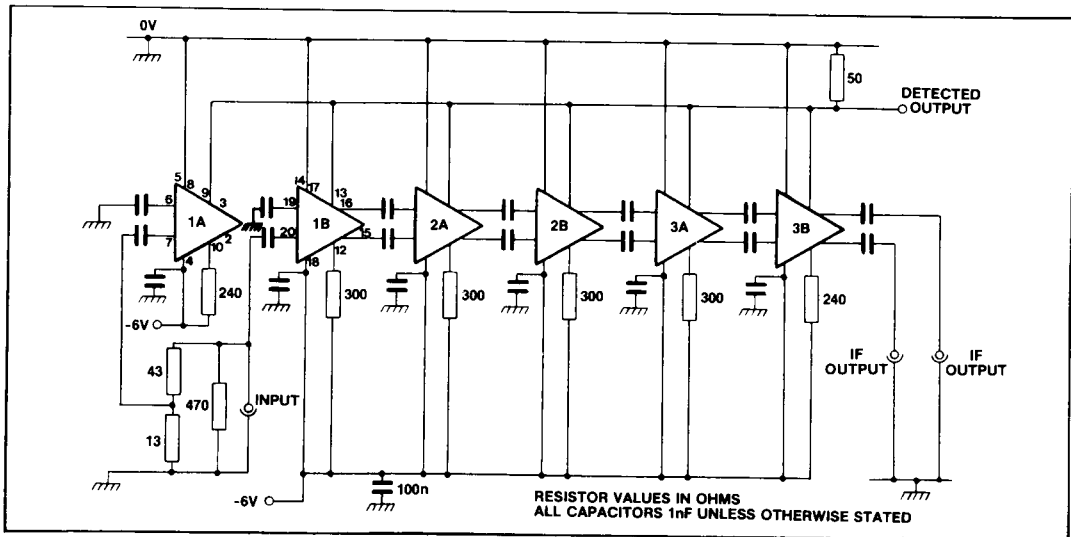 0V
50
DETECTED
OUTPUT
5
8
9
3
6
1A
7
2
10
4
240
-6V
14
17
13
16
19
1B
20
5
12
18
300
2A
300
2B
300
3A
300
3B
240
43
470
INPUT
13
IF
OUTPUT
IF
OUTPUT
-6V
100n
RESISTOR VALUES IN OHMS
ALL CAPACITORS 1nF UNLESS OTHERWISE STATED